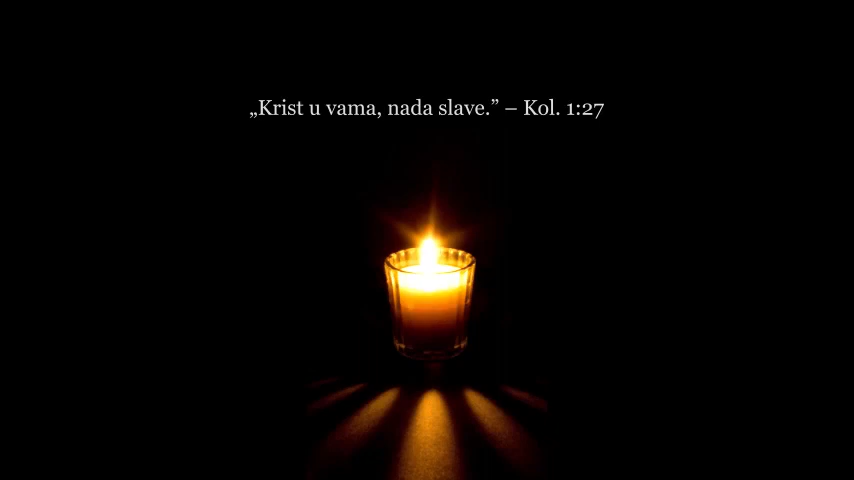 „Krist u vama, nada slave.” – Kol. 1:27